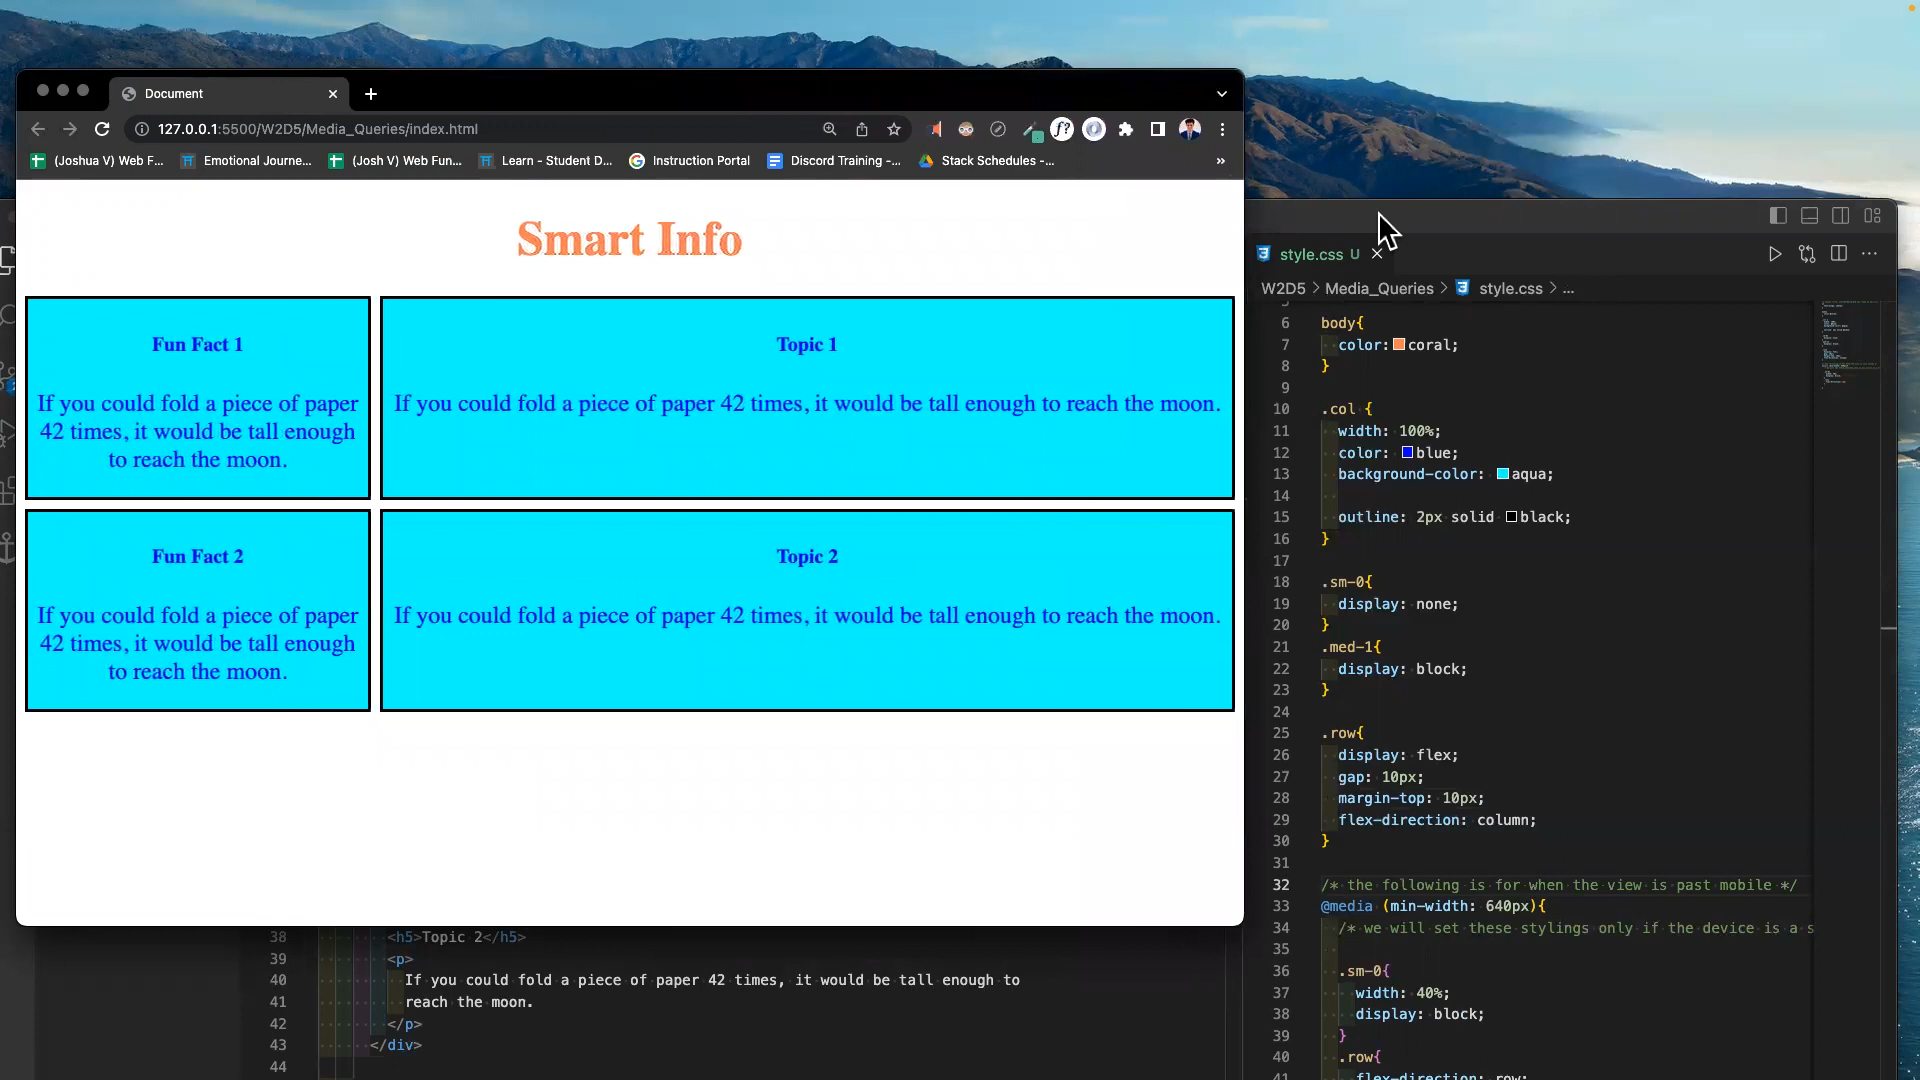 Document
127.0.0.1:5500/W2D5/Media_Queries/index.html
(Joshua V) Web F...
Emotional Journe...
(Josh V) Web Fun...
Learn - Student D...
Instruction Portal
Discord Training -...
Stack Schedules -...
»
Smart Info
Fun Fact 1
If you could fold a piece of paper
42 times, it would be tall enough
to reach the moon.
Topic 1
If you could fold a piece of paper 42 times, it would be tall enough to reach the moon.
Fun Fact 2
If you could fold a piece of paper
42 times, it would be tall enough
to reach the moon.
Topic 2
If you could fold a piece of paper 42 times, it would be tall enough to reach the moon.
38 <h5>Topic 2</h5>
39 <p>
40 If you could fold a piece of paper 42 times, it would be tall enough to
41 reach the moon.
42 </p>
43 </div>
44
style.css U
W2D5 > Media_Queries > style.css > ...
6 body{
7 color: coral;
8 }
9
10 .col {
11 width: 100%;
12 color: blue;
13 background-color: aqua;
14
15 outline: 2px solid black;
16 }
17
18 .sm-0{
19 display: none;
20 }
21 .med-1{
22 display: block;
23 }
24
25 .row{
26 display: flex;
27 gap: 10px;
28 margin-top: 10px;
29 flex-direction: column;
30 }
31
32 /* the following is for when the view is past mobile */
33 @media (min-width: 640px){
34 /* we will set these stylings only if the device is a s
35
36 .sm-0{
37 width: 40%;
38 display: block;
39 }
40 .row{
41 flex-direction: row;